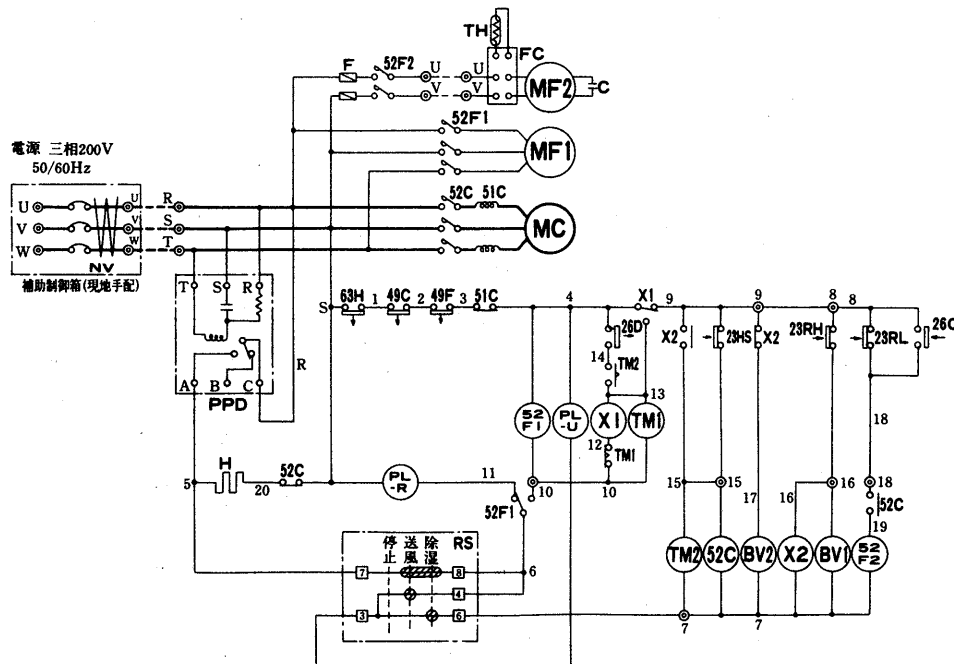 TH
FC
F
52F2
U
U
V
V
MF2
C
52F1
MF1
電源 三相200V
50/60Hz
52C
51C
U
V
W
U
V
W
R
S
T
MC
NV
補助制御箱(現地手配)
T
S
R
S
63H
1
49C
2
49F
3
51C
4
X1
9
9
8
8
26D
X2
23HS
X2
23RH
23RL
26C
14
TM2
R
A
B
C
PPD
13
52
F1
PL
-U
X1
TM1
12
TM1
18
H
5
20
52C
PL
-R
11
10
10
15
15
17
16
16
18
52C
52F1
19
停止
送風
除湿
RS
6
TM2
52C
BV2
X2
BV1
52
F2
7
8
4
3
6
7
7